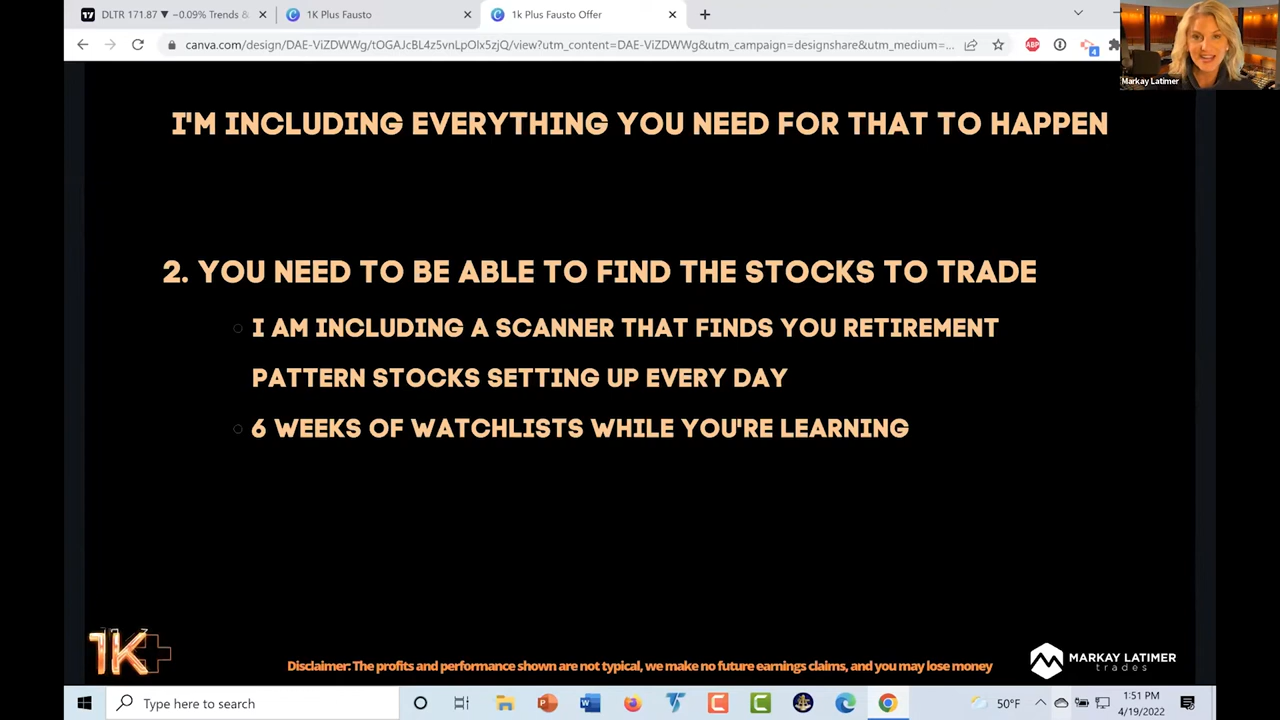 DLTR 171.87 ▼ −0.09% Trends &
1K Plus Fausto
1k Plus Fausto Offer
canva.com/design/DAE-ViZDWWg/tOGAJcBL4z5vnLpOIx5zjQ/view?utm_content=DAE-ViZDWWg&utm_campaign=designshare&utm_medium=...
ABP
4
Markay Latimer
I'M INCLUDING EVERYTHING YOU NEED FOR THAT TO HAPPEN
2. YOU NEED TO BE ABLE TO FIND THE STOCKS TO TRADE
I AM INCLUDING A SCANNER THAT FINDS YOU RETIREMENT
PATTERN STOCKS SETTING UP EVERY DAY
6 WEEKS OF WATCHLISTS WHILE YOU'RE LEARNING
1K+
Disclaimer: The profits and performance shown are not typical, we make no future earnings claims, and you may lose money
MARKAY LATIMER
trades
Type here to search
50°F
1:51 PM
4/19/2022